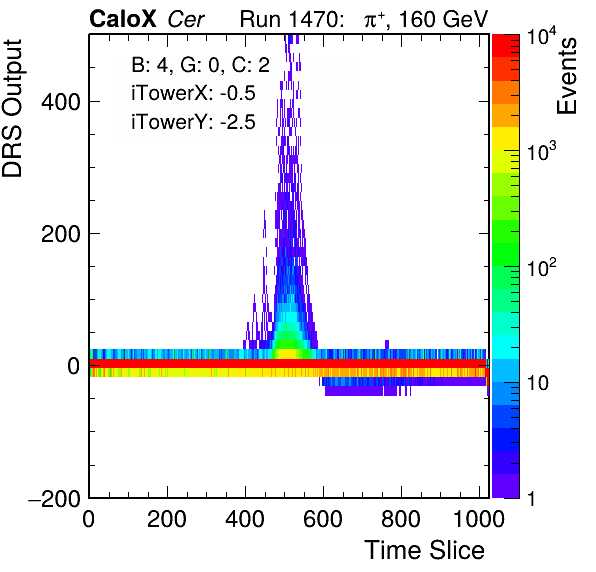 CaloX Cer Run 1470: π⁺, 160 GeV
B: 4, G: 0, C: 2
iTowerX: -0.5
iTowerY: -2.5
DRS Output
400
200
0
−200
0 200 400 600 800 1000
Time Slice
Events
10⁴
10³
10²
10
1